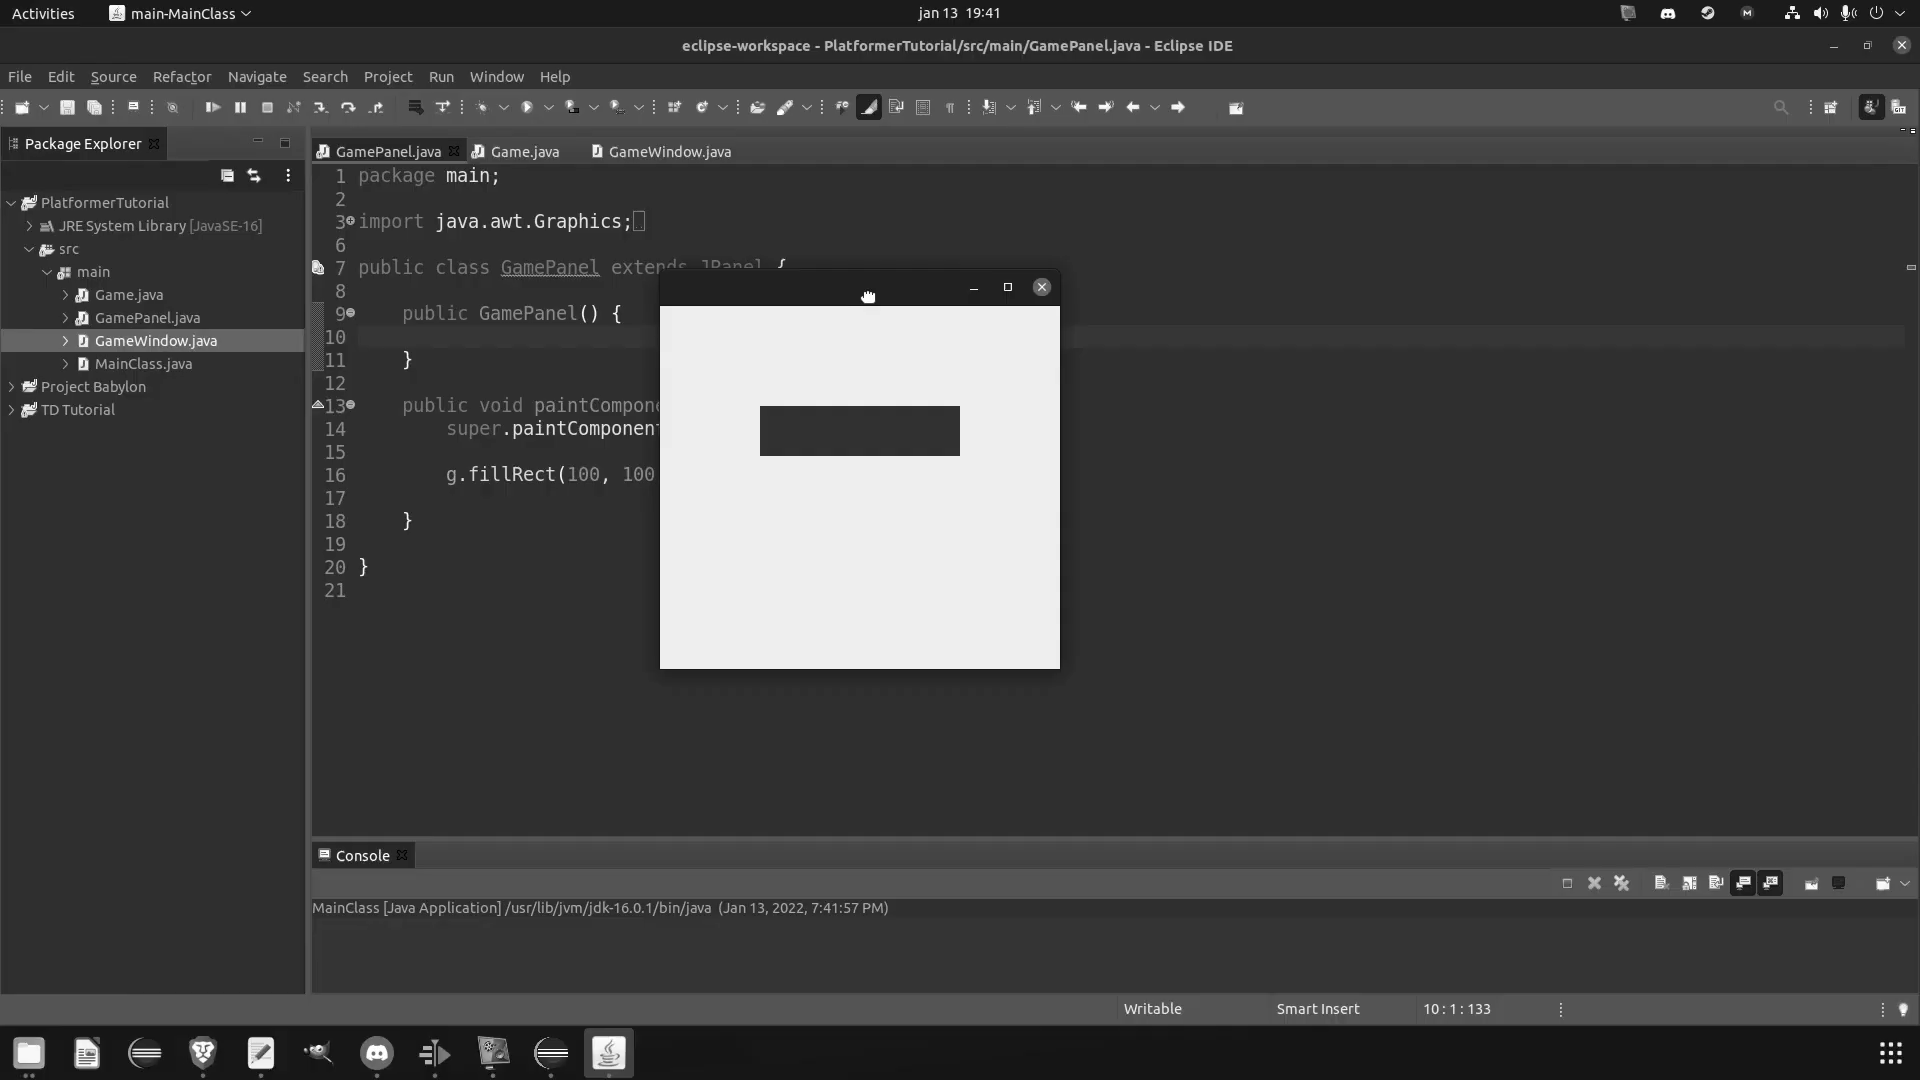 Activities
main-MainClass
jan 13 19:41
eclipse-workspace - PlatformerTutorial/src/main/GamePanel.java - Eclipse IDE
File Edit Source Refactor Navigate Search Project Run Window Help
Package Explorer
PlatformerTutorial
JRE System Library [JavaSE-16]
src
main
Game.java
GamePanel.java
GameWindow.java
MainClass.java
Project Babylon
TD Tutorial
GamePanel.java Game.java GameWindow.java
1 package main;
2
3 import java.awt.Graphics;
6
7 public class GamePanel extends JPanel {
8
9 public GamePanel() {
10
11 }
12
13 public void paintCompone
14 super.paintComponent
15
16 g.fillRect(100, 100
17
18 }
19
20 }
21
Console
MainClass [Java Application] /usr/lib/jvm/jdk-16.0.1/bin/java (Jan 13, 2022, 7:41:57 PM)
Writable Smart Insert 10 : 1 : 133